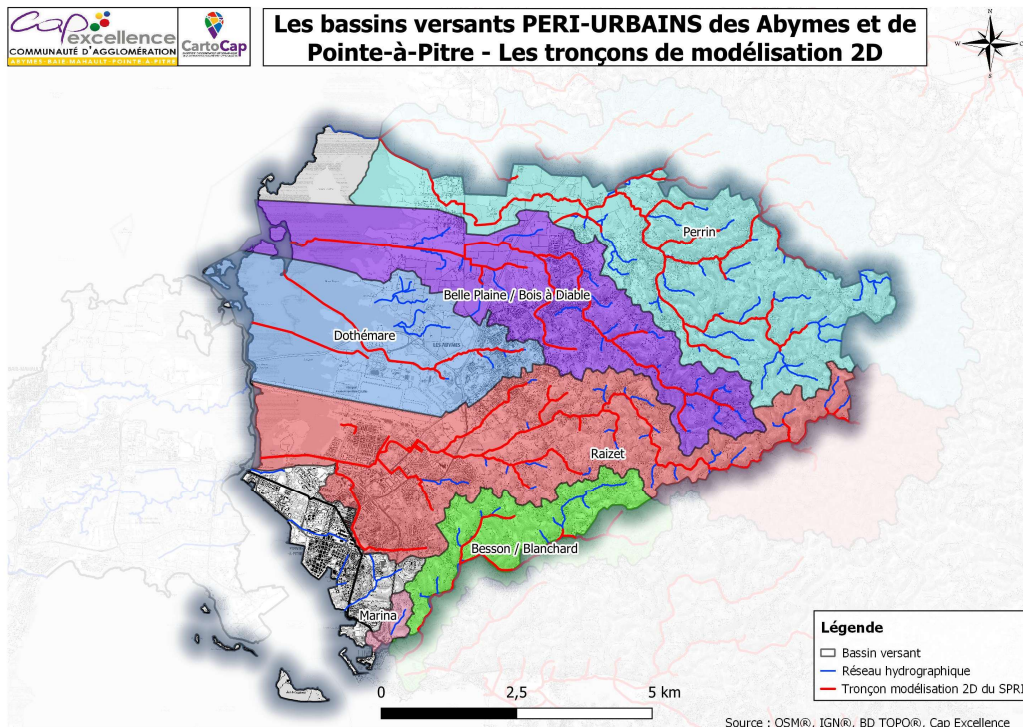 Cap excellence
COMMUNAUTÉ D'AGGLOMÉRATION
ABYMES-BAIE-MAHAULT-POINTE-À-PITRE
CartoCap
Les bassins versants PERI-URBAINS des Abymes et de
Pointe-à-Pitre - Les tronçons de modélisation 2D
N
W
S
Perrin
Belle Plaine / Bois à Diable
Dothémare
LES ABYMES
Raizet
Besson / Blanchard
Marina
Légende
Bassin versant
Réseau hydrographique
Tronçon modélisation 2D du SPRI
0 2,5 5 km
Source : OSM®, IGN®, BD TOPO®, Cap Excellence